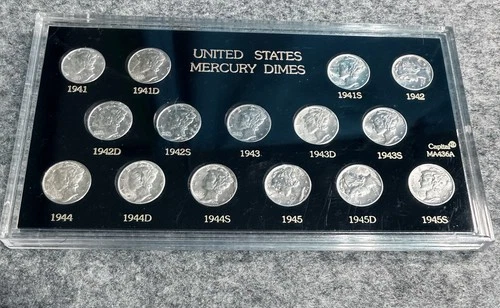 UNITED STATES
MERCURY DIMES
1941 1941D 1941S 1942
1942D 1942S 1943 1943D 1943S
Capital®
MA436A
1944 1944D 1944S 1945 1945D 1945S